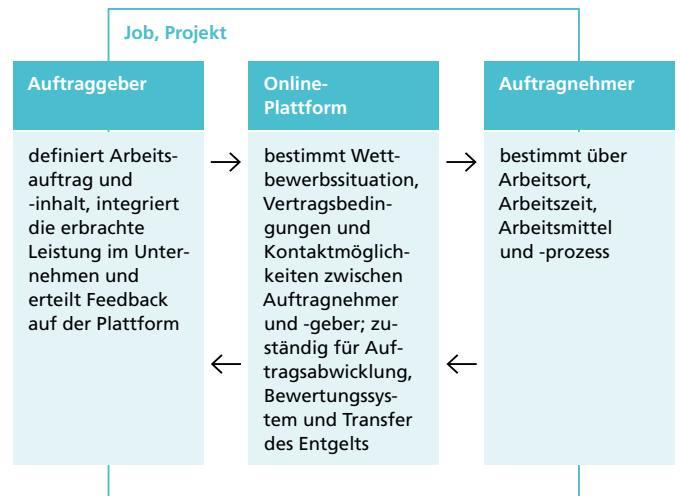 Job, Projekt
Auftraggeber
definiert Arbeits-
auftrag und
-inhalt, integriert
die erbrachte
Leistung im Unter-
nehmen und
erteilt Feedback
auf der Plattform
Online-
Plattform
bestimmt Wett-
bewerbssituation,
Vertragsbedin-
gungen und
Kontaktmöglich-
keiten zwischen
Auftragnehmer
und -geber; zu-
ständig für Auf-
tragsabwicklung,
Bewertungssys-
tem und Transfer
des Entgelts
Auftragnehmer
bestimmt über
Arbeitsort,
Arbeitszeit,
Arbeitsmittel
und -prozess